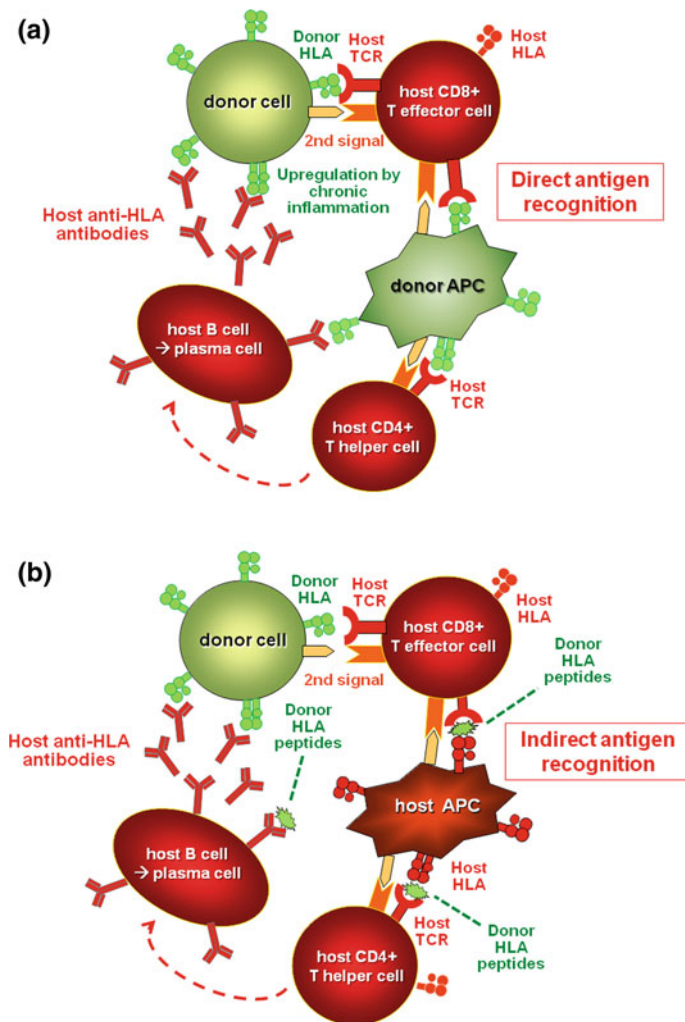 (a)
Donor
HLA
Host
TCR
Host
HLA
donor cell
host CD8+
T effector cell
2nd signal
Upregulation by
chronic
inflammation
Direct antigen
recognition
Host anti-HLA
antibodies
donor APC
host B cell
→ plasma cell
Host
TCR
host CD4+
T helper cell
(b)
Donor
HLA
Host
TCR
Host
HLA
donor cell
host CD8+
T effector cell
Donor
HLA
peptides
2nd signal
Donor
HLA
peptides
Host anti-HLA
antibodies
Indirect antigen
recognition
host APC
host B cell
→ plasma cell
Host
HLA
Host
TCR
Donor
HLA
peptides
host CD4+
T helper cell